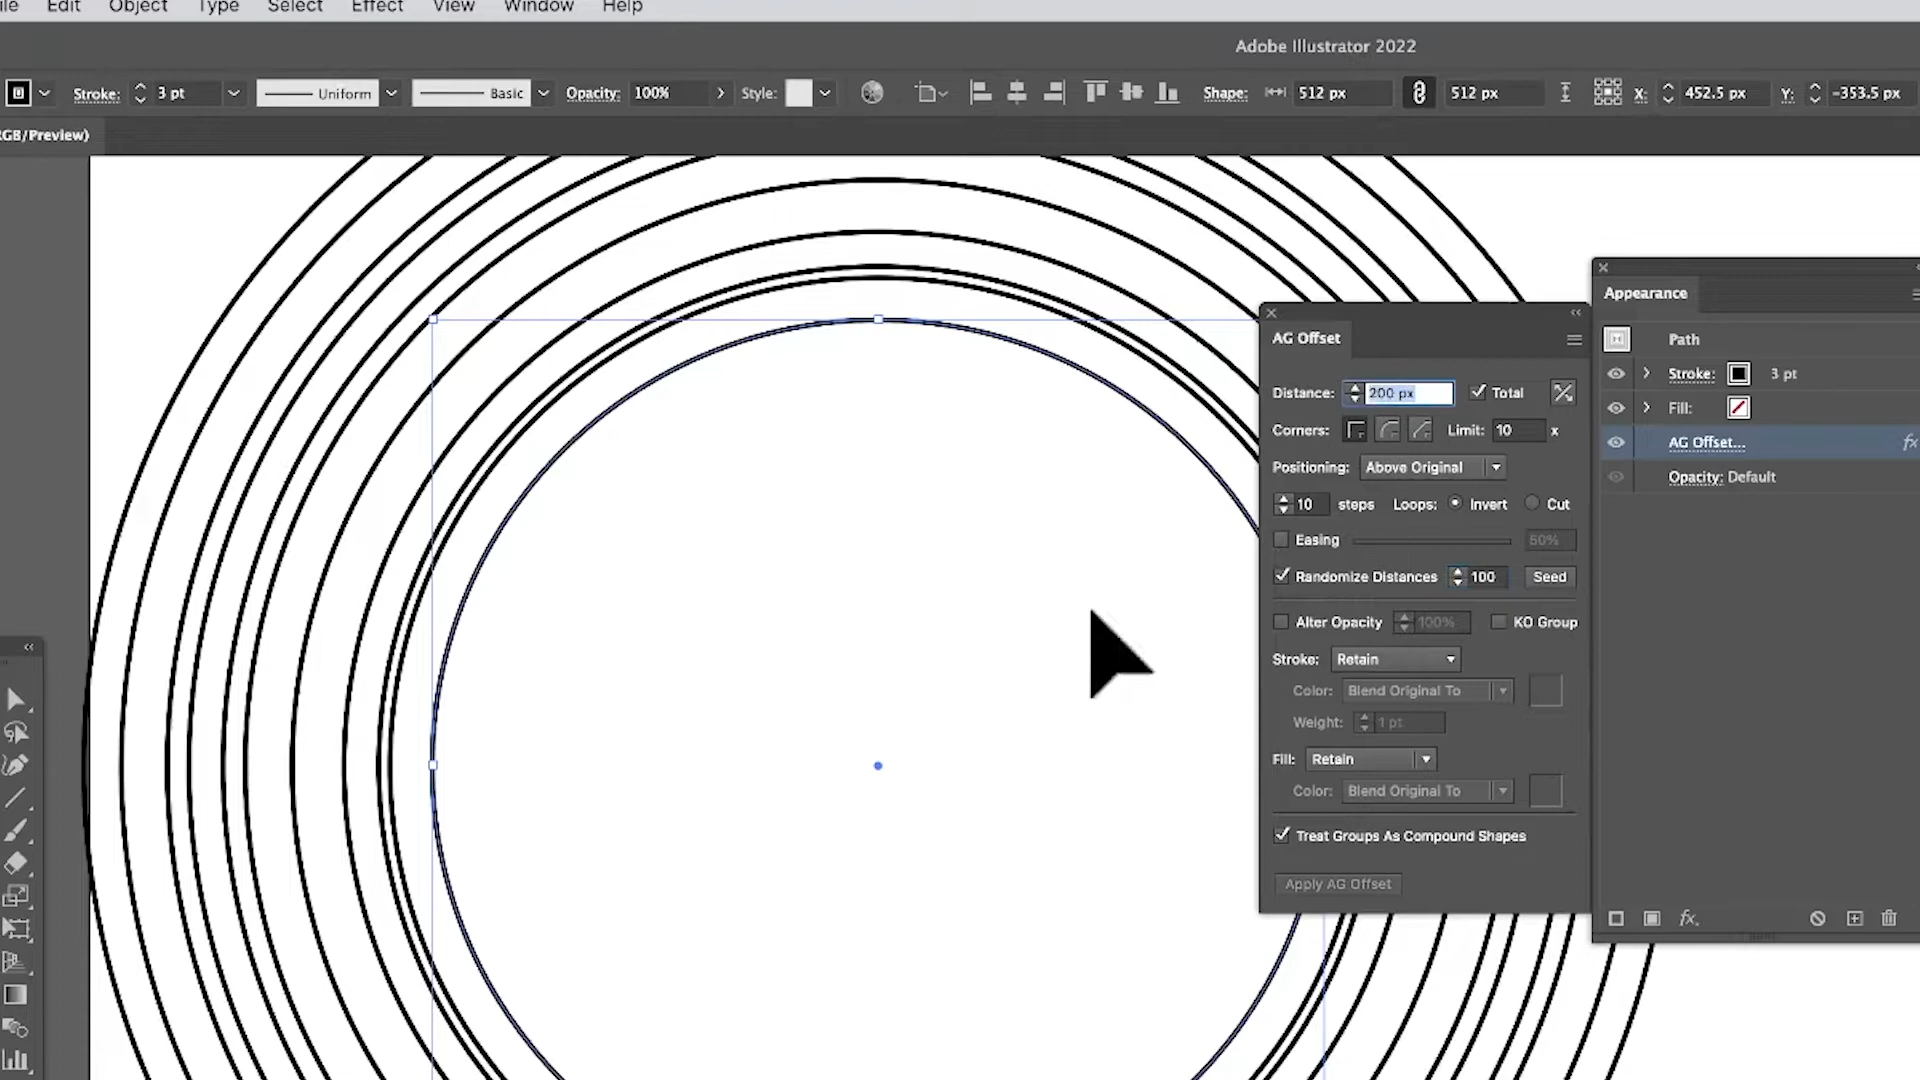 ile Edit Object Type Select Effect View Window Help
Adobe Illustrator 2022
Stroke: 3 pt Uniform Basic Opacity: 100% Style: Shape: 512 px 512 px X: 452.5 px Y: -353.5 px
RGB/Preview)
Appearance
Path
Stroke: 3 pt
Fill:
AG Offset... fx
Opacity: Default
fx
AG Offset
Distance: 200 px Total
Corners: Limit: 10 x
Positioning: Above Original
10 steps Loops: Invert Cut
Easing 50%
Randomize Distances 100 Seed
Alter Opacity 100% KO Group
Stroke: Retain
Color: Blend Original To
Weight: 1 pt
Fill: Retain
Color: Blend Original To
Treat Groups As Compound Shapes
Apply AG Offset